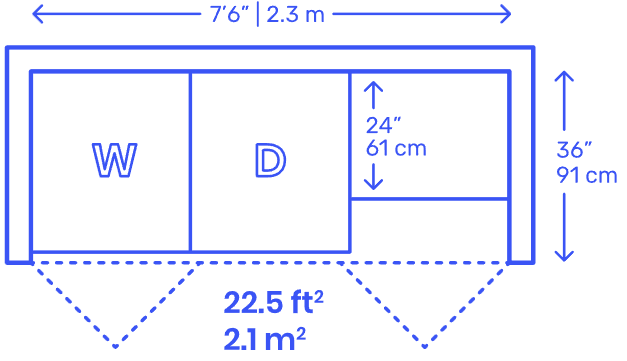 7'6" | 2.3 m
W
D
24"
61 cm
36"
91 cm
22.5 ft²
2.1 m²